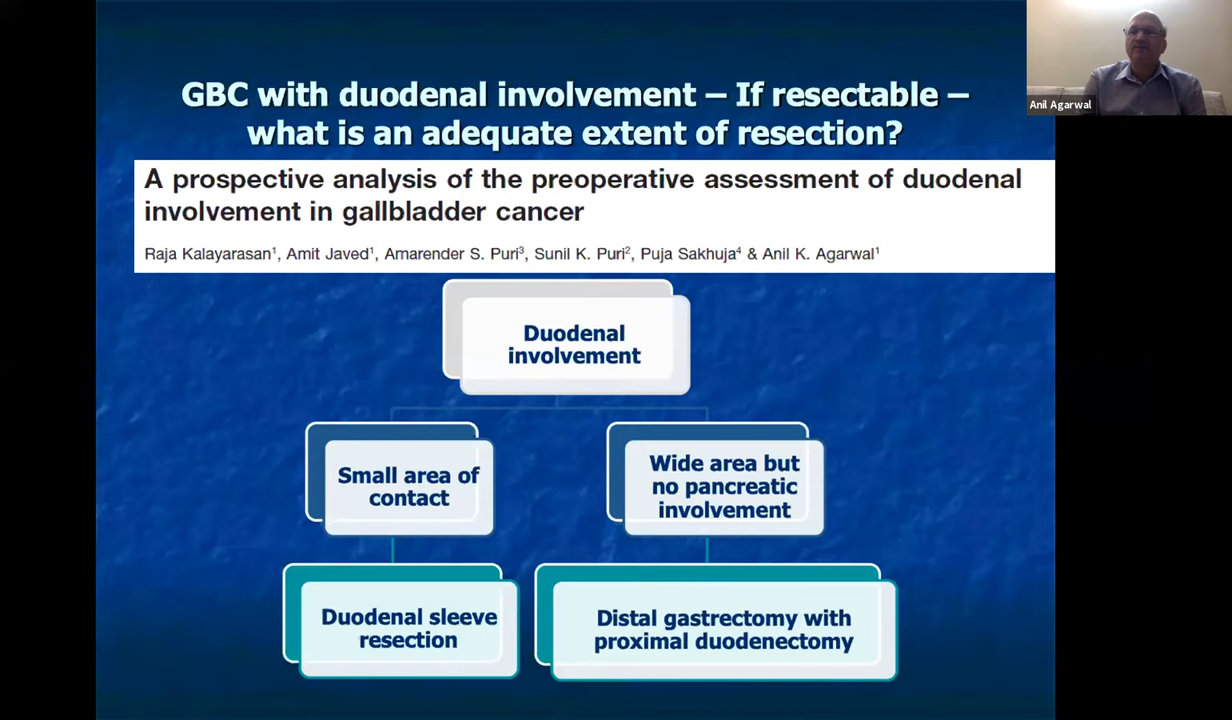 GBC with duodenal involvement – If resectable –
what is an adequate extent of resection?
Anil Agarwal
A prospective analysis of the preoperative assessment of duodenal
involvement in gallbladder cancer
Raja Kalayarasan¹, Amit Javed¹, Amarender S. Puri³, Sunil K. Puri², Puja Sakhuja⁴ & Anil K. Agarwal¹
Duodenal
involvement
Small area of
contact
Wide area but
no pancreatic
involvement
Duodenal sleeve
resection
Distal gastrectomy with
proximal duodenectomy